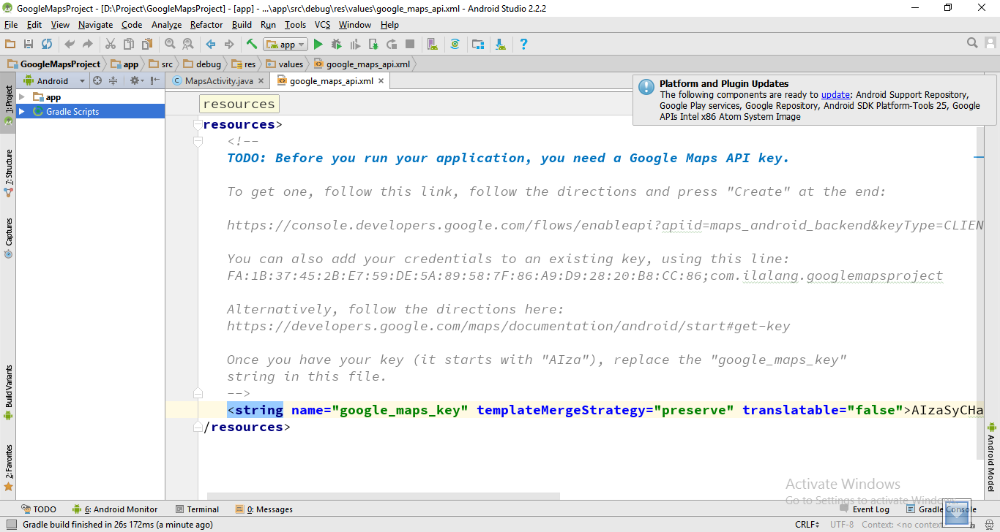 GoogleMapsProject - [D:\Project\GoogleMapsProject] - [app] - ...\app\src\debug\res\values\google_maps_api.xml - Android Studio 2.2.2
File Edit View Navigate Code Analyze Refactor Build Run Tools VCS Window Help
app
GoogleMapsProject app src debug res values google_maps_api.xml
Android
MapsActivity.java
google_maps_api.xml
app
Gradle Scripts
1: Project
7: Structure
Captures
Build Variants
2: Favorites
resources
Platform and Plugin Updates
The following components are ready to update: Android Support Repository,
Google Play services, Google Repository, Android SDK Platform-Tools 25, Google
APIs Intel x86 Atom System Image
resources>
<!--
TODO: Before you run your application, you need a Google Maps API key.
To get one, follow this link, follow the directions and press "Create" at the end:
https://console.developers.google.com/flows/enableapi?apiid=maps_android_backend&keyType=CLIEN
You can also add your credentials to an existing key, using this line:
FA:1B:37:45:2B:E7:59:DE:5A:89:58:7F:86:A9:D9:28:20:B8:CC:86;com.ilalang.googlemapsproject
Alternatively, follow the directions here:
https://developers.google.com/maps/documentation/android/start#get-key
Once you have your key (it starts with "AIza"), replace the "google_maps_key"
string in this file.
-->
<string name="google_maps_key" templateMergeStrategy="preserve" translatable="false">AIzaSyCHa
/resources>
Android Model
Activate Windows
Go to Settings to activate Windows.
TODO 6: Android Monitor Terminal 0: Messages Event Log Gradle Console
Gradle build finished in 26s 172ms (a minute ago) CRLF UTF-8 Context: <no context